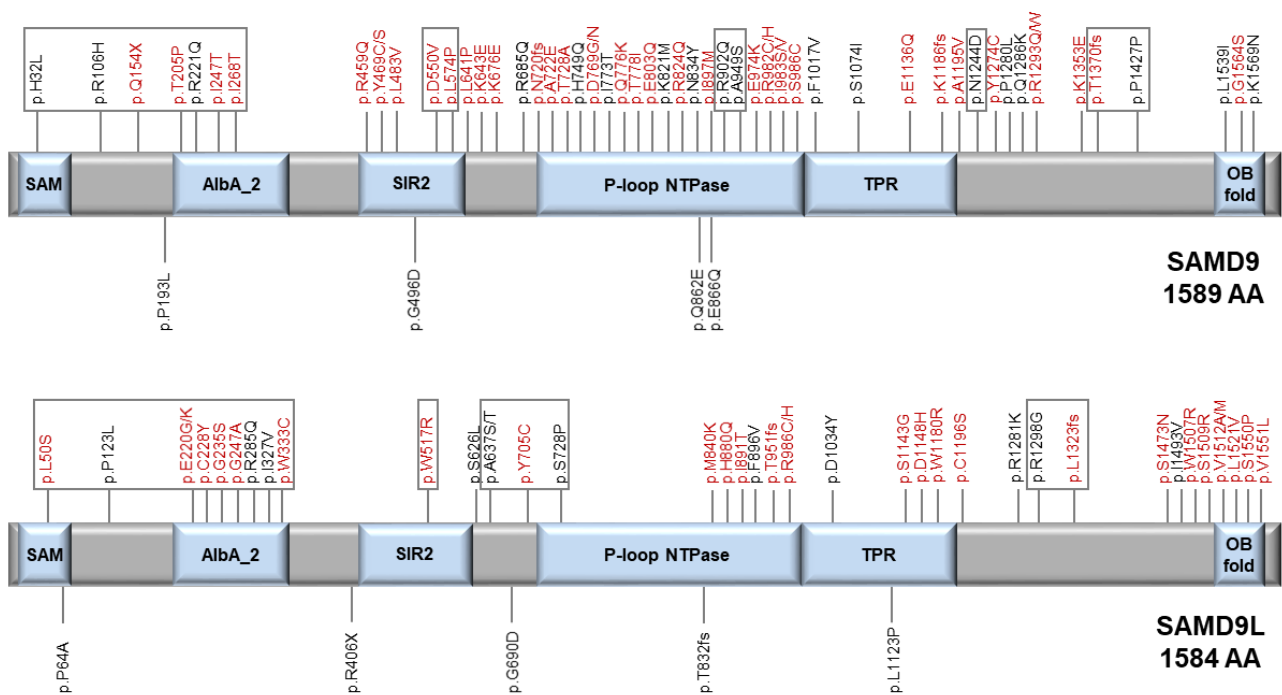 p.H32L
p.R106H
p.Q154X
p.T205P
p.R221Q
p.I247T
p.I268T
p.R459Q
p.Y469C/S
p.L483V
p.D550V
p.L574P
p.L641P
p.K643E
p.K676E
p.R685Q
p.N720fs
p.A722E
p.T728A
p.H749Q
p.D769G/N
p.I773T
p.Q776K
p.T778I
p.E803Q
p.K821M
p.R824Q
p.N834Y
p.I897M
p.R902Q
p.A949S
p.E974K
p.R982C/H
p.I983S/V
p.S986C
p.F1017V
p.S1074I
p.E1136Q
p.K1186fs
p.A1195V
p.N1244D
p.Y1274C
p.P1280L
p.Q1286K
p.R1293Q/W
p.K1353E
p.T1370fs
p.P1427P
p.L1539I
p.G1564S
p.K1569N
SAM
AlbA_2
SIR2
P-loop NTPase
TPR
OB
fold
p.P193L
p.G496D
p.Q862E
p.E866Q
SAMD9
1589 AA
p.L50S
p.P123L
p.E220G/K
p.C228Y
p.G235S
p.G247A
p.R285Q
p.I327V
p.W333C
p.W517R
p.S626L
p.A637S/T
p.Y705C
p.S728P
p.M840K
p.H880Q
p.I891T
p.F896V
p.T951fs
p.R986C/H
p.D1034Y
p.S1143G
p.D1148H
p.W1180R
p.C1196S
p.R1281K
p.R1298G
p.L1323fs
p.S1473N
p.I1493V
p.W1507R
p.S1509R
p.V1512A/M
p.L1521V
p.S1550P
p.V1551L
SAM
AlbA_2
SIR2
P-loop NTPase
TPR
OB
fold
p.P64A
p.R406X
p.G690D
p.T832fs
p.L1123P
SAMD9L
1584 AA